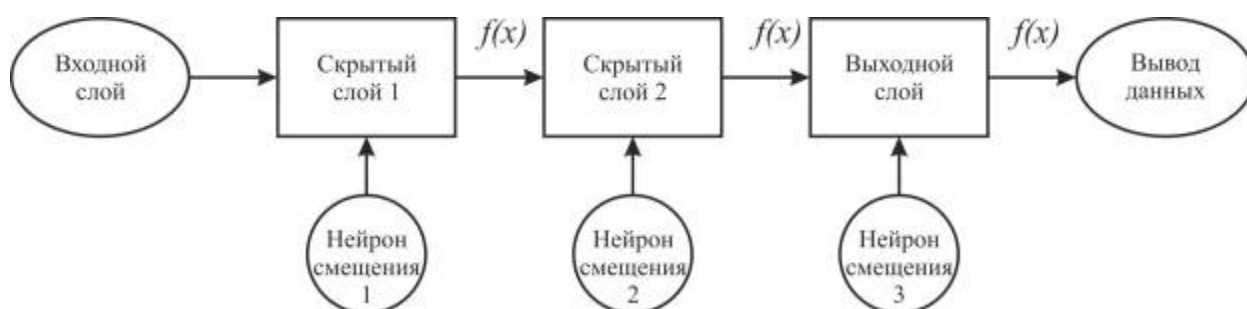 f(x)
f(x)
f(x)
Входной
слой
Скрытый
слой 1
Скрытый
слой 2
Выходной
слой
Вывод
данных
Нейрон
смещения
1
Нейрон
смещения
2
Нейрон
смещения
3